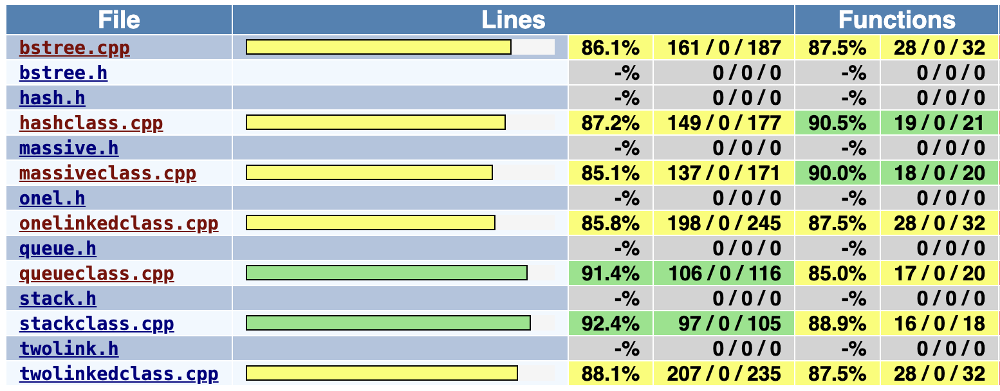 File Lines Functions
bstree.cpp 86.1% 161 / 0 / 187 87.5% 28 / 0 / 32
bstree.h -% 0 / 0 / 0 -% 0 / 0 / 0
hash.h -% 0 / 0 / 0 -% 0 / 0 / 0
hashclass.cpp 87.2% 149 / 0 / 177 90.5% 19 / 0 / 21
massive.h -% 0 / 0 / 0 -% 0 / 0 / 0
massiveclass.cpp 85.1% 137 / 0 / 171 90.0% 18 / 0 / 20
onel.h -% 0 / 0 / 0 -% 0 / 0 / 0
onelinkedclass.cpp 85.8% 198 / 0 / 245 87.5% 28 / 0 / 32
queue.h -% 0 / 0 / 0 -% 0 / 0 / 0
queueclass.cpp 91.4% 106 / 0 / 116 85.0% 17 / 0 / 20
stack.h -% 0 / 0 / 0 -% 0 / 0 / 0
stackclass.cpp 92.4% 97 / 0 / 105 88.9% 16 / 0 / 18
twolink.h -% 0 / 0 / 0 -% 0 / 0 / 0
twolinkedclass.cpp 88.1% 207 / 0 / 235 87.5% 28 / 0 / 32